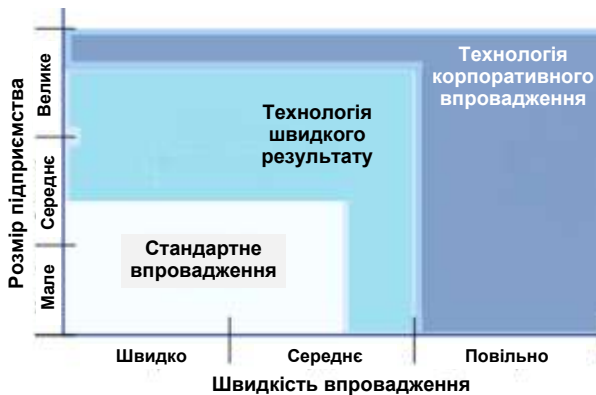 Розмір підприємства
Велике
Середнє
Мале
Технологія
корпоративного
впровадження
Технологія
швидкого
результату
Стандартне
впровадження
Швидко
Середнє
Повільно
Швидкість впровадження